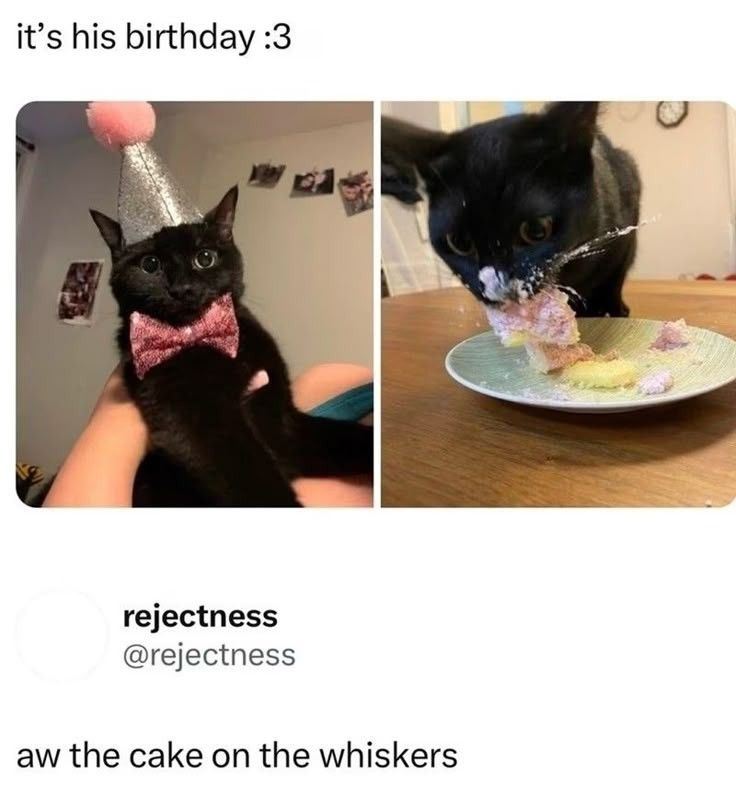 it’s his birthday :3
rejectness
@rejectness
aw the cake on the whiskers